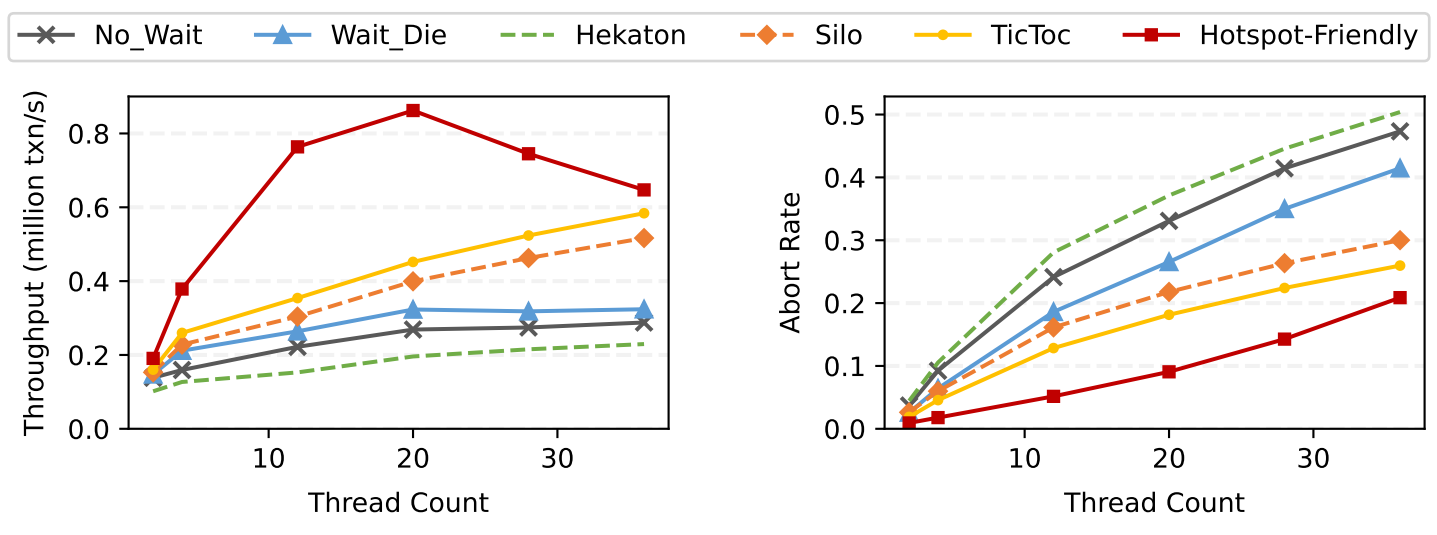 No_Wait Wait_Die Hekaton Silo TicToc Hotspot-Friendly
Throughput (million txn/s)
0.8
0.6
0.4
0.2
0.0
10 20 30
Thread Count
Abort Rate
0.5
0.4
0.3
0.2
0.1
0.0
10 20 30
Thread Count